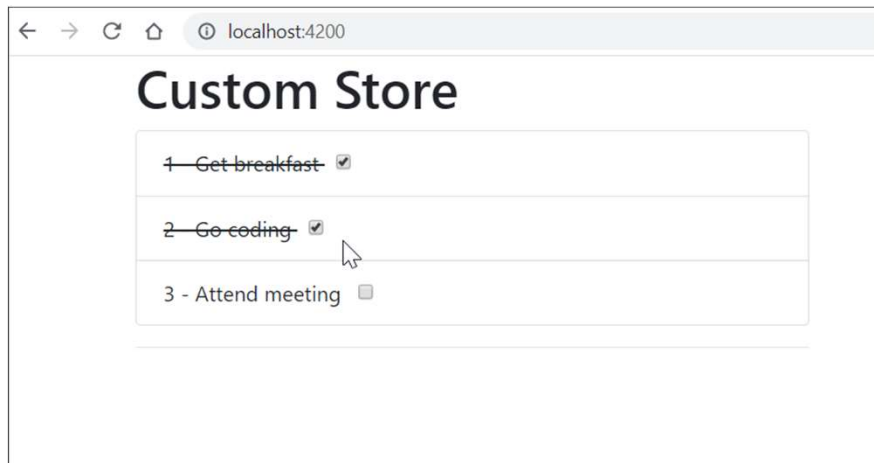 localhost:4200
Custom Store
1 - Get breakfast
2 - Go coding
3 - Attend meeting